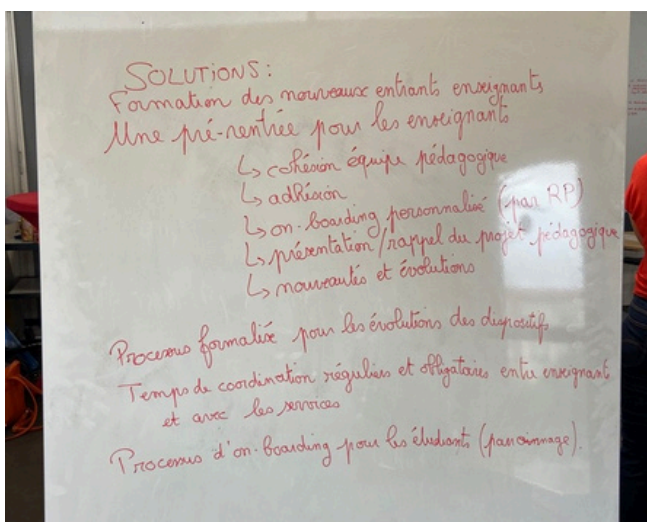 SOLUTIONS:
Formation des nouveaux entrants enseignants
Une pré-rentrée pour les enseignants
↳ cohésion équipe pédagogique
↳ adhésion
↳ on-boarding personnalisé (par RP)
↳ présentation/rappel du projet pédagogique
↳ nouveautés et évolutions
Processus formalisé pour les évolutions des dispositifs
Temps de coordination réguliers et obligatoires entre enseignant
et avec les services
Processus d'on-boarding pour les étudiants (parrainage).